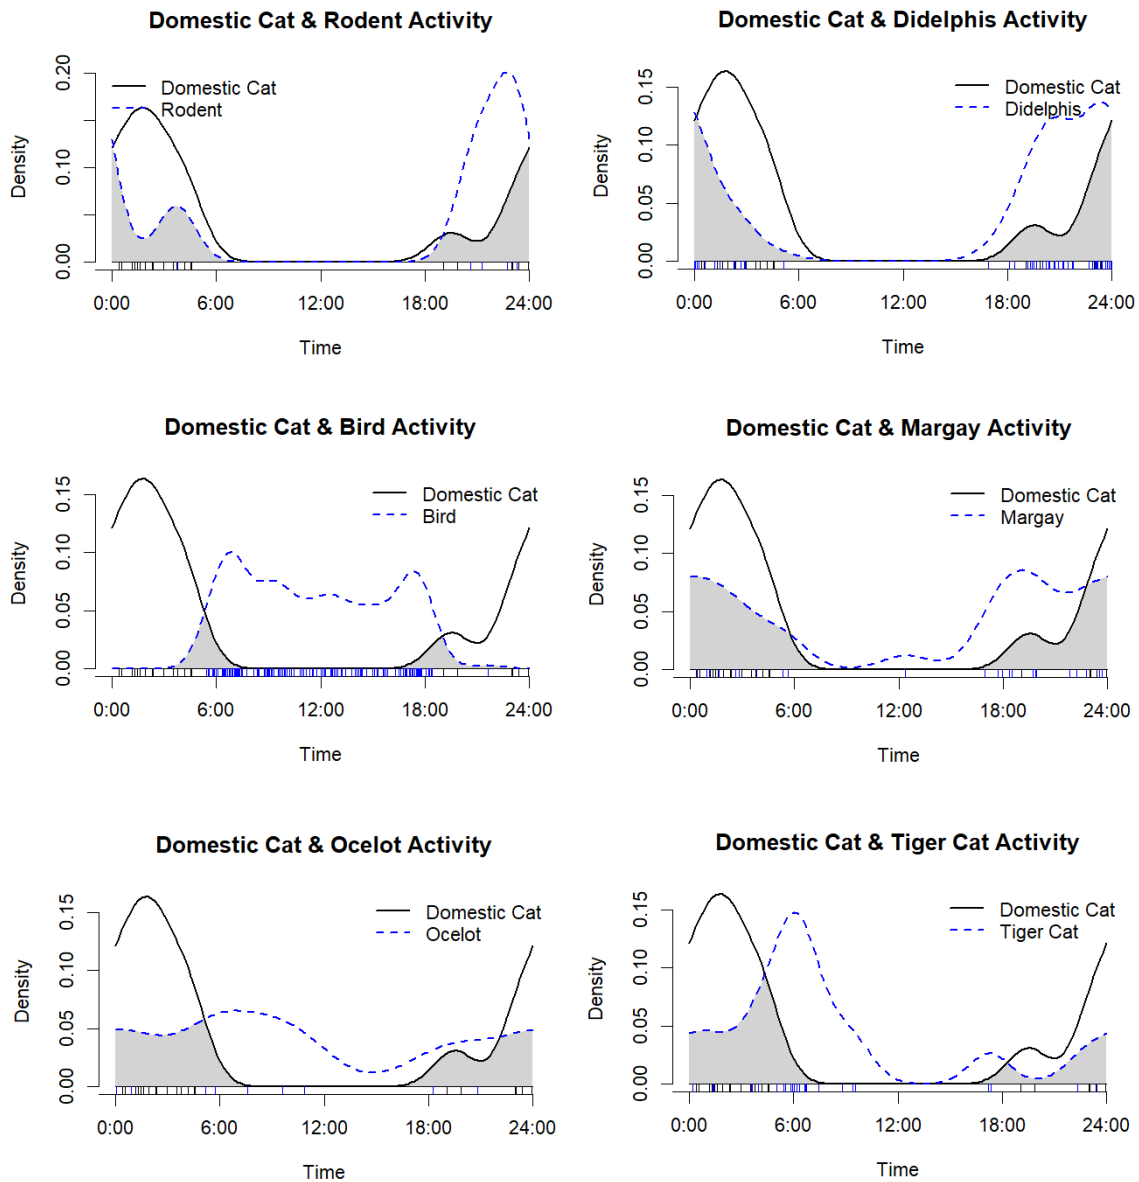 Domestic Cat & Rodent Activity
Density
0.00
0.10
0.20
Domestic Cat
Rodent
0:00 6:00 12:00 18:00 24:00
Time
Domestic Cat & Didelphis Activity
Density
0.00
0.05
0.10
0.15
Domestic Cat
Didelphis
0:00 6:00 12:00 18:00 24:00
Time
Domestic Cat & Bird Activity
Density
0.00
0.05
0.10
0.15
Domestic Cat
Bird
0:00 6:00 12:00 18:00 24:00
Time
Domestic Cat & Margay Activity
Density
0.00
0.05
0.10
0.15
Domestic Cat
Margay
0:00 6:00 12:00 18:00 24:00
Time
Domestic Cat & Ocelot Activity
Density
0.00
0.05
0.10
0.15
Domestic Cat
Ocelot
0:00 6:00 12:00 18:00 24:00
Time
Domestic Cat & Tiger Cat Activity
Density
0.00
0.05
0.10
0.15
Domestic Cat
Tiger Cat
0:00 6:00 12:00 18:00 24:00
Time